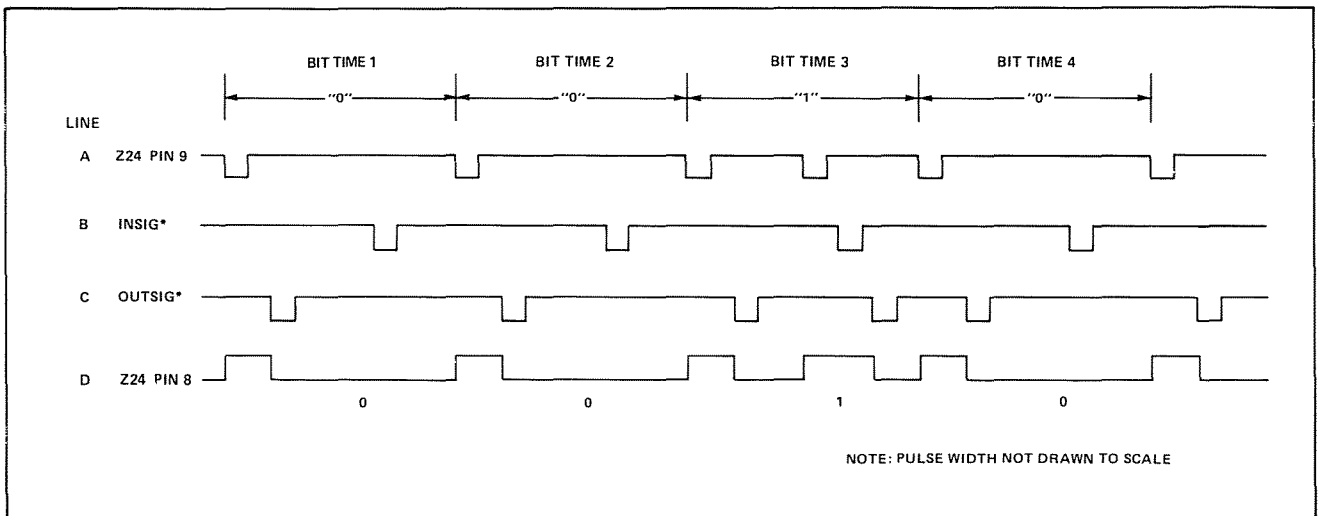 BIT TIME 1 BIT TIME 2 BIT TIME 3 BIT TIME 4
"0" "0" "1" "0"
LINE
A Z24 PIN 9
B INSIG*
C OUTSIG*
D Z24 PIN 8
0 0 1 0
NOTE: PULSE WIDTH NOT DRAWN TO SCALE